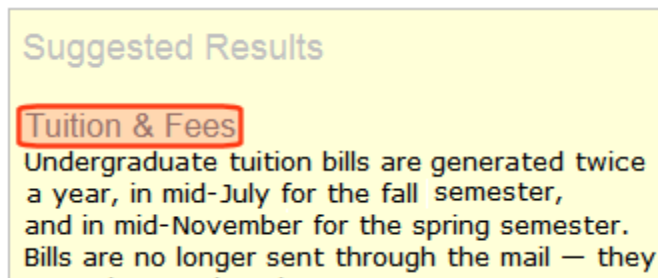 Suggested Results
Tuition & Fees
Undergraduate tuition bills are generated twice
a year, in mid-July for the fall semester,
and in mid-November for the spring semester.
Bills are no longer sent through the mail — they